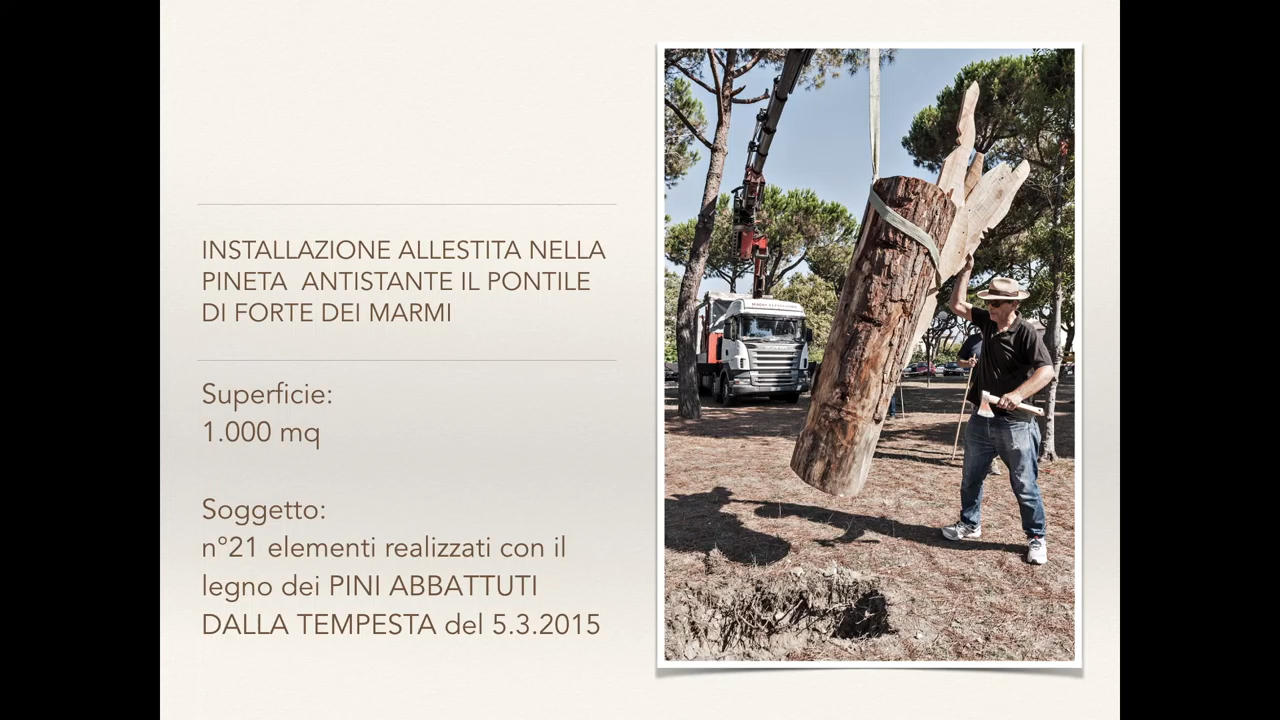 INSTALLAZIONE ALLESTITA NELLA
PINETA ANTISTANTE IL PONTILE
DI FORTE DEI MARMI
Superficie:
1.000 mq
Soggetto:
n°21 elementi realizzati con il
legno dei PINI ABBATTUTI
DALLA TEMPESTA del 5.3.2015